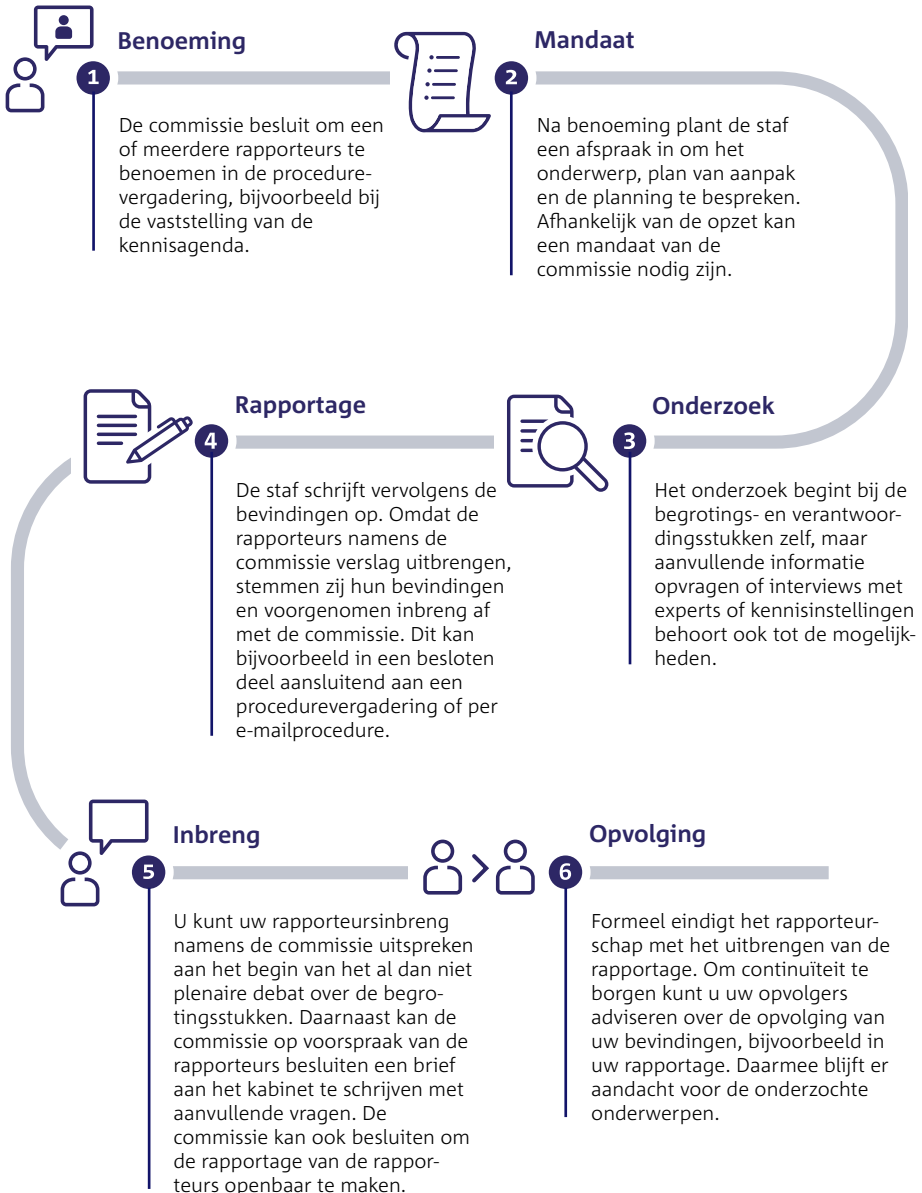 Benoeming
1
De commissie besluit om een
of meerdere rapporteurs te
benoemen in de procedure-
vergadering, bijvoorbeeld bij
de vaststelling van de
kennisagenda.
Mandaat
2
Na benoeming plant de staf
een afspraak in om het
onderwerp, plan van aanpak
en de planning te bespreken.
Afhankelijk van de opzet kan
een mandaat van de
commissie nodig zijn.
Onderzoek
3
Het onderzoek begint bij de
begrotings- en verantwoor-
dingsstukken zelf, maar
aanvullende informatie
opvragen of interviews met
experts of kennisinstellingen
behoort ook tot de mogelijk-
heden.
Rapportage
4
De staf schrijft vervolgens de
bevindingen op. Omdat de
rapporteurs namens de
commissie verslag uitbrengen,
stemmen zij hun bevindingen
en voorgenomen inbreng af
met de commissie. Dit kan
bijvoorbeeld in een besloten
deel aansluitend aan een
procedurevergadering of per
e-mailprocedure.
Inbreng
5
U kunt uw rapporteursinbreng
namens de commissie uitspreken
aan het begin van het al dan niet
plenaire debat over de begro-
tingsstukken. Daarnaast kan de
commissie op voorspraak van de
rapporteurs besluiten een brief
aan het kabinet te schrijven met
aanvullende vragen. De
commissie kan ook besluiten om
de rapportage van de rappor-
teurs openbaar te maken.
Opvolging
6
Formeel eindigt het rapporteur-
schap met het uitbrengen van de
rapportage. Om continuïteit te
borgen kunt u uw opvolgers
adviseren over de opvolging van
uw bevindingen, bijvoorbeeld in
uw rapportage. Daarmee blijft er
aandacht voor de onderzochte
onderwerpen.